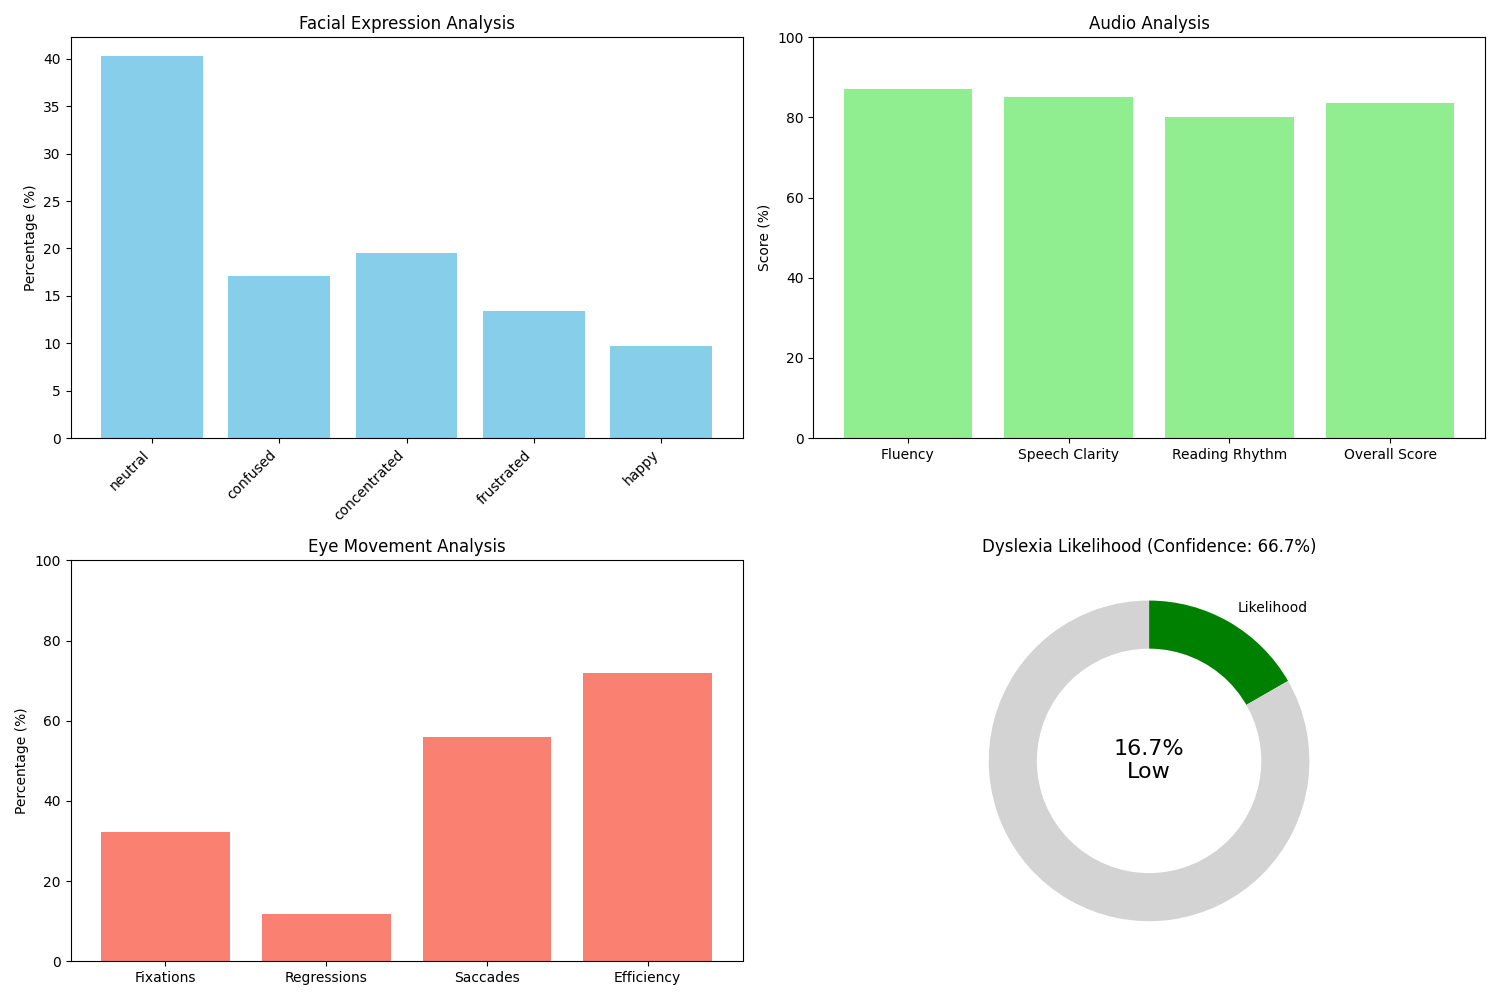 Facial Expression Analysis
Percentage (%)
40
35
30
25
20
15
10
5
0
neutral
confused
concentrated
frustrated
happy
Audio Analysis
Score (%)
100
80
60
40
20
0
Fluency
Speech Clarity
Reading Rhythm
Overall Score
Eye Movement Analysis
Percentage (%)
100
80
60
40
20
0
Fixations
Regressions
Saccades
Efficiency
Dyslexia Likelihood (Confidence: 66.7%)
Likelihood
16.7%
Low